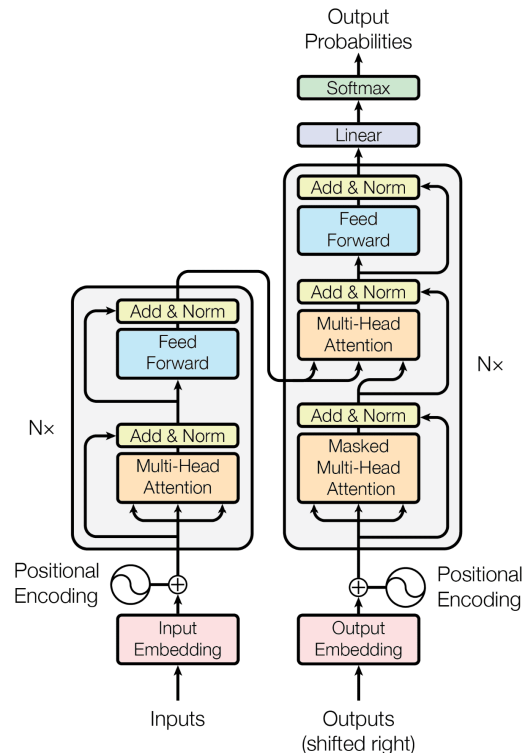 Output
Probabilities
Softmax
Linear
Add & Norm
Feed
Forward
Add & Norm
Multi-Head
Attention
Add & Norm
Masked
Multi-Head
Attention
N×
Positional
Encoding
Output
Embedding
Outputs
(shifted right)
Add & Norm
Feed
Forward
Add & Norm
Multi-Head
Attention
N×
Positional
Encoding
Input
Embedding
Inputs